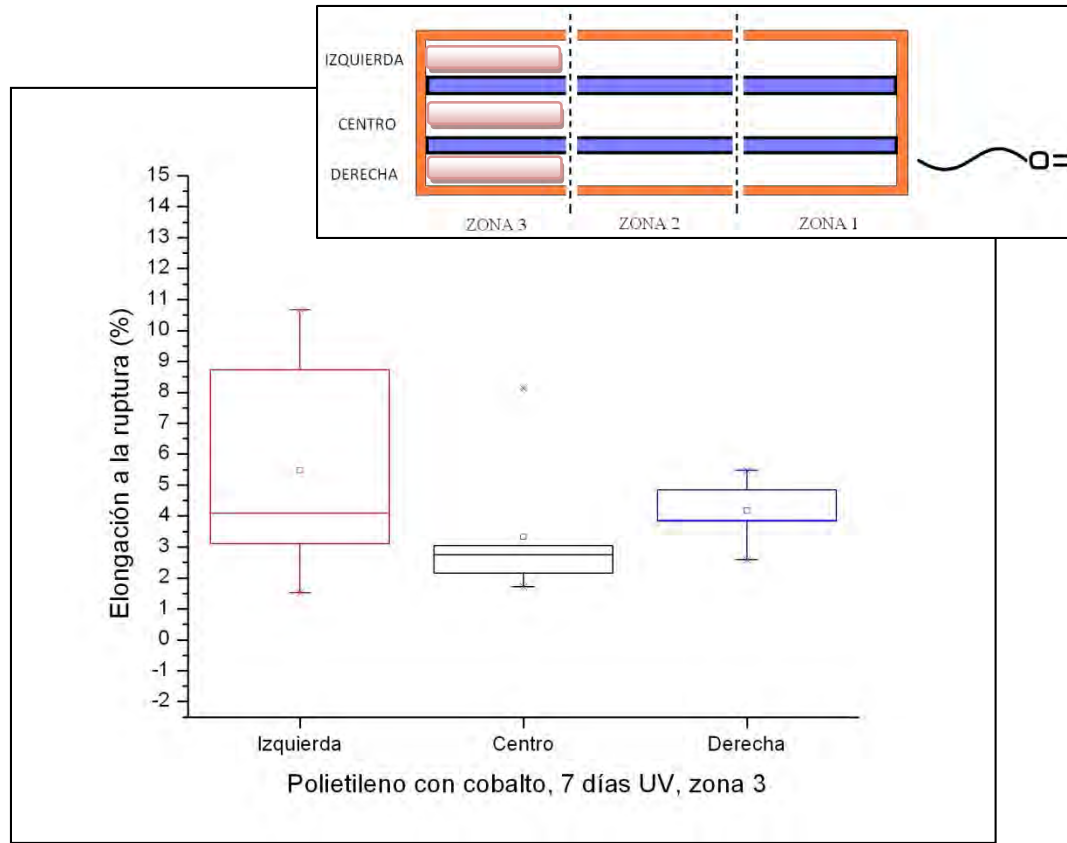 IZQUIERDA
CENTRO
DERECHA
ZONA 3
ZONA 2
ZONA 1
Elongación a la ruptura (%)
15
14
13
12
11
10
9
8
7
6
5
4
3
2
1
0
-1
-2
Izquierda
Centro
Derecha
Polietileno con cobalto, 7 días UV, zona 3